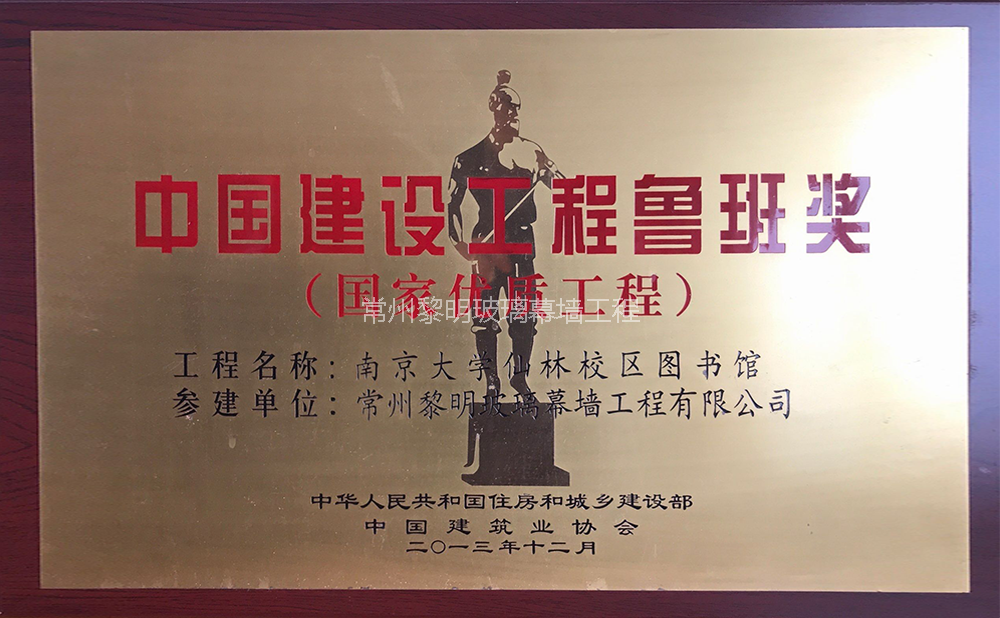 中国建设工程鲁班奖
（国家优质工程）
常州黎明玻璃幕墙工程
工程名称：南京大学仙林校区图书馆
参建单位：常州黎明玻璃幕墙工程有限公司
中华人民共和国住房和城乡建设部
中国建筑业协会
二〇一三年十二月